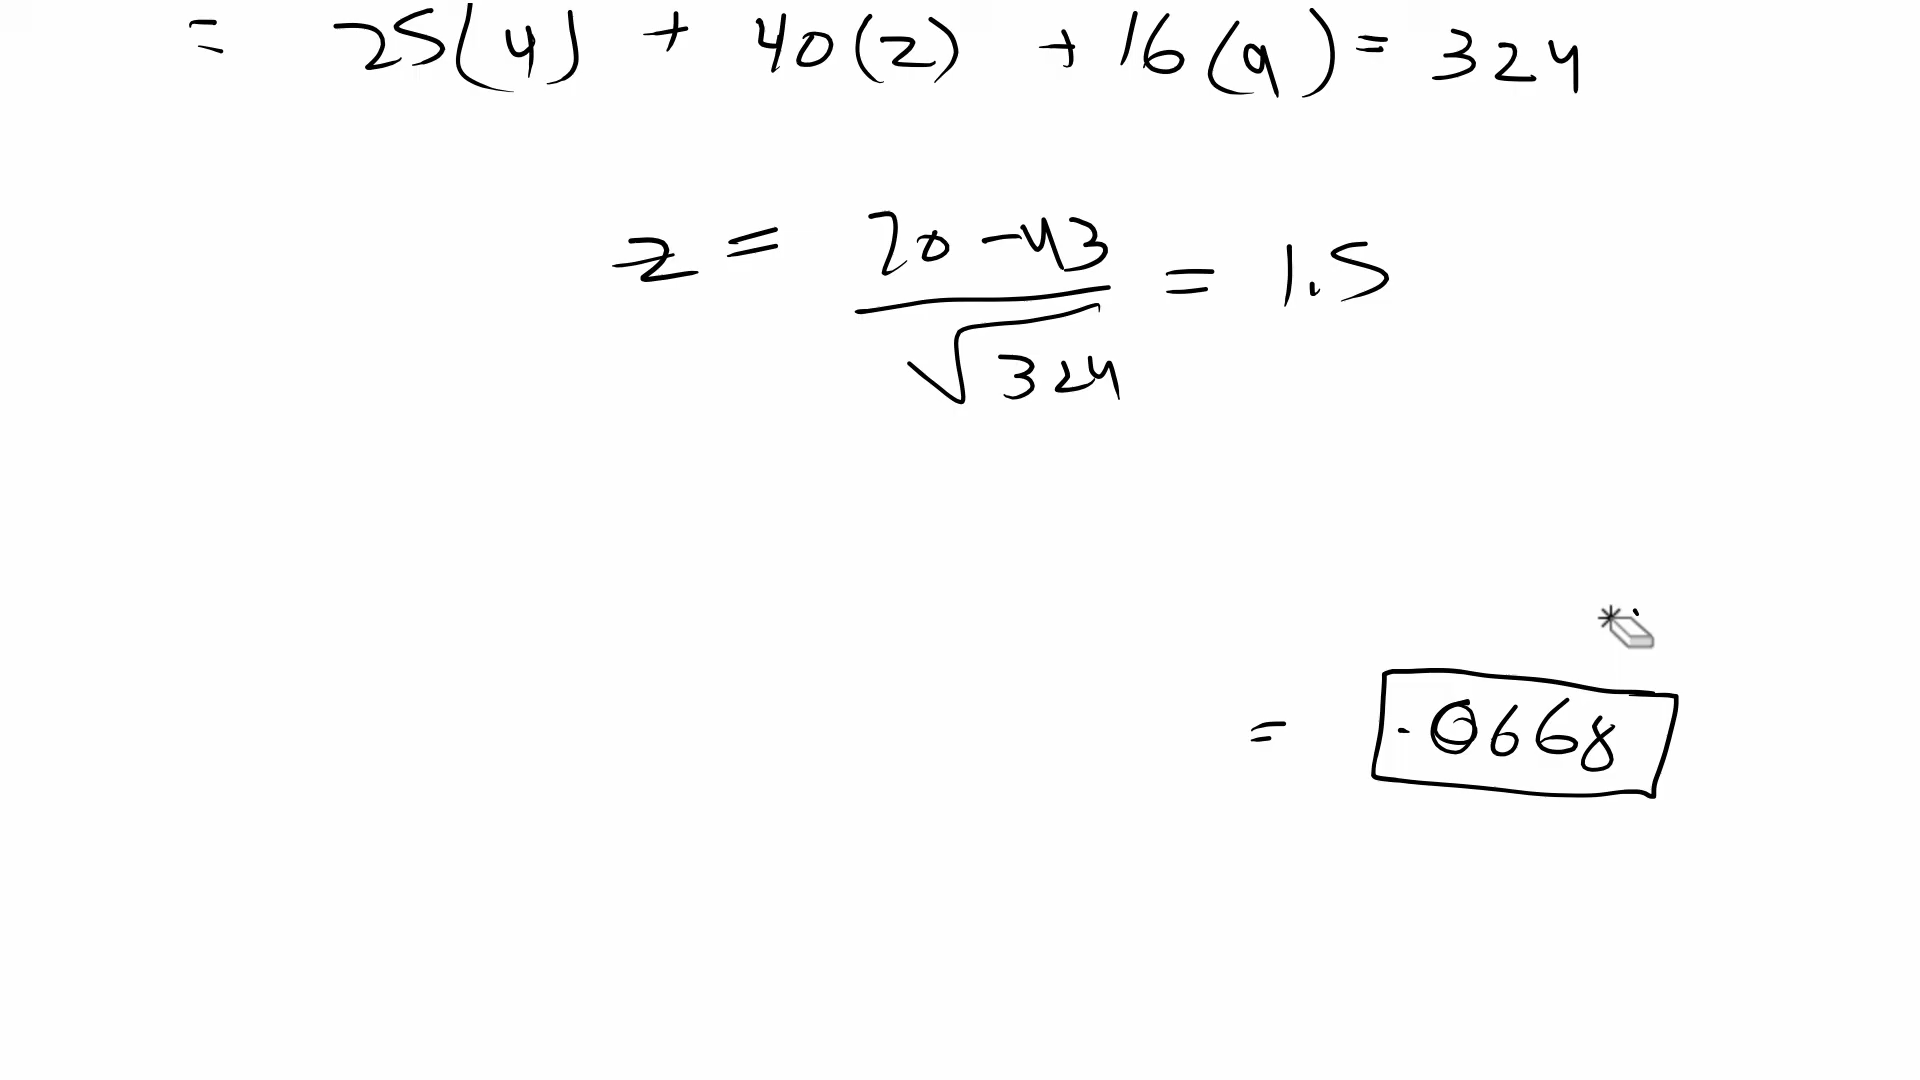 = 25(4) + 40(2) + 16(9) = 324
z = 70 - 43 / √324 = 1.5
= .0668